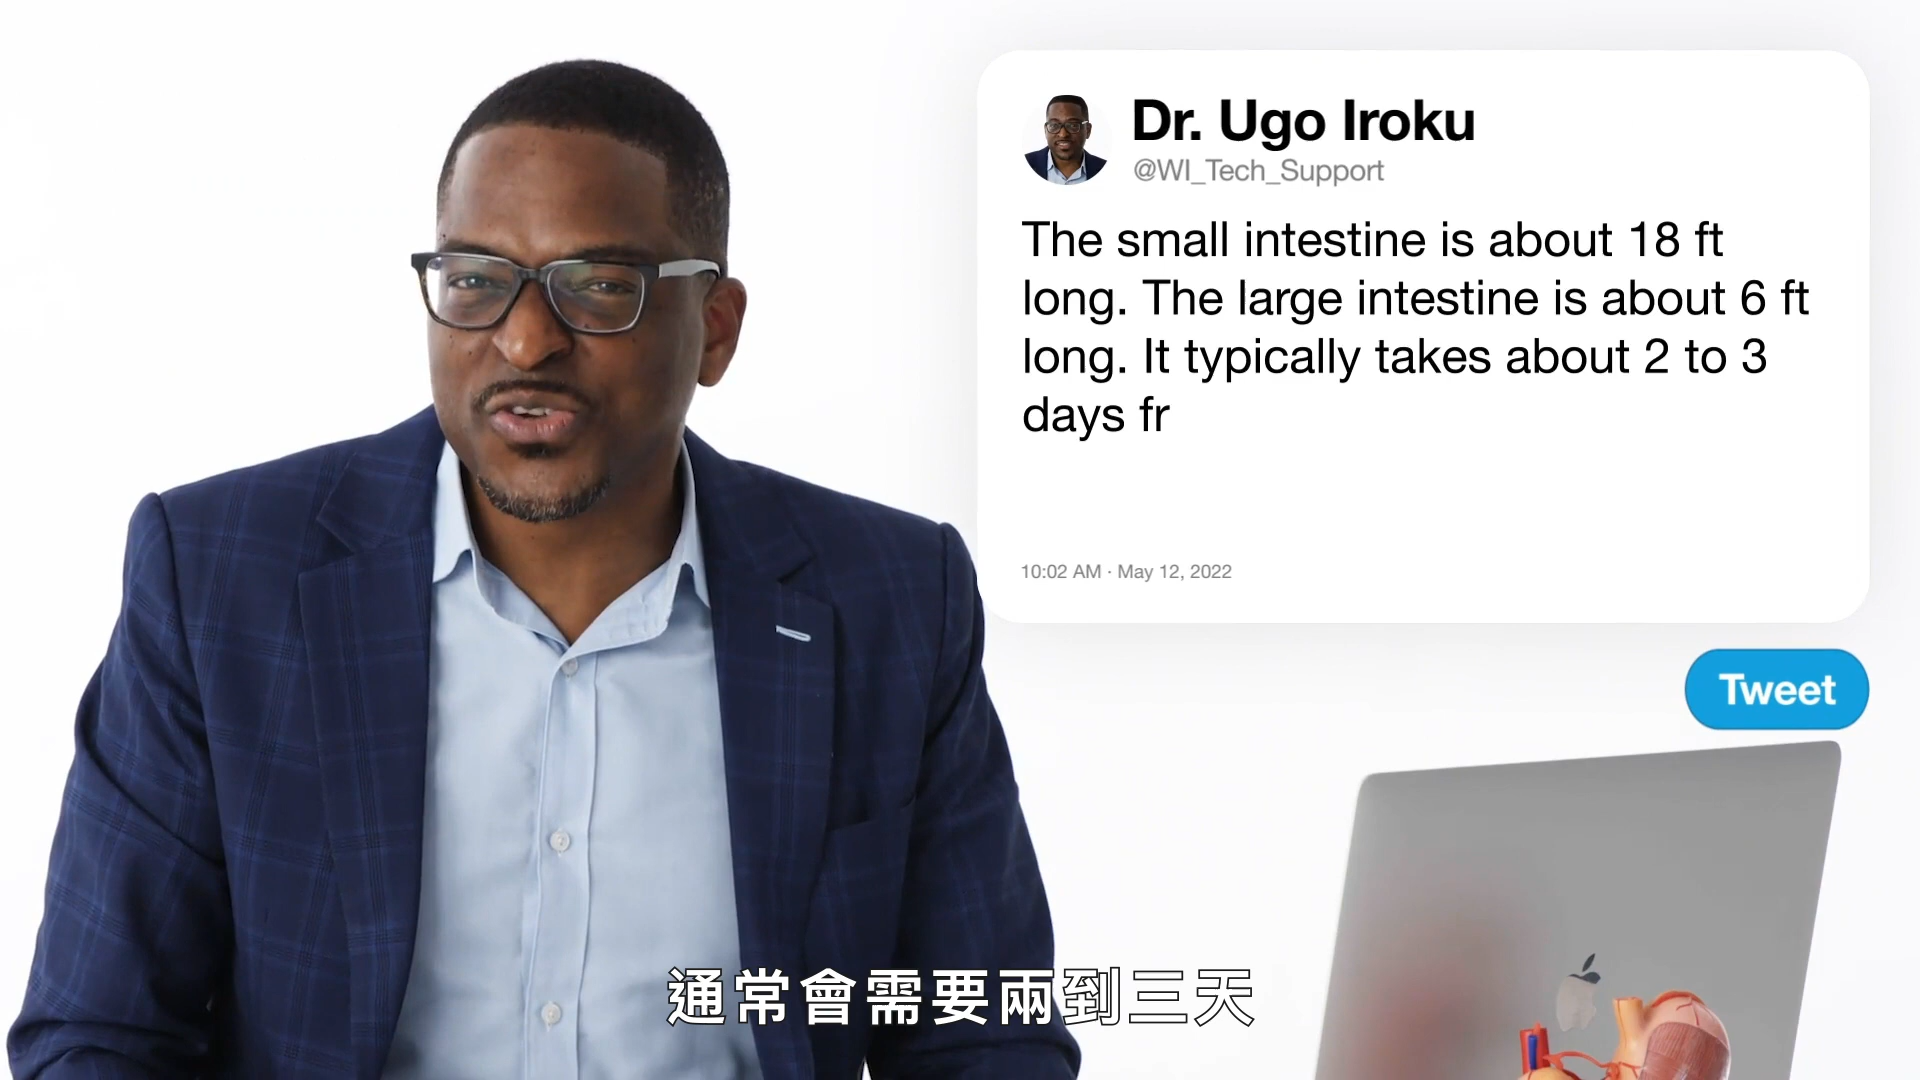 Dr. Ugo Iroku
@WI_Tech_Support
The small intestine is about 18 ft
long. The large intestine is about 6 ft
long. It typically takes about 2 to 3
days fr
10:02 AM · May 12, 2022
Tweet
通常會需要兩到三天